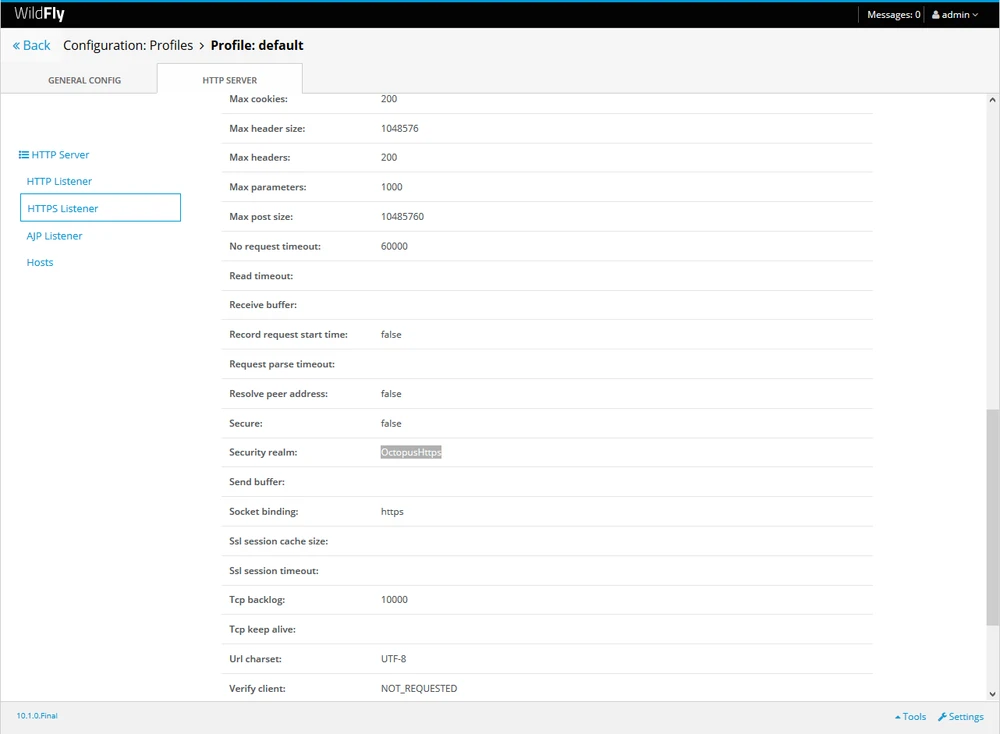 WildFly
Messages: 0
admin
« Back Configuration: Profiles › Profile: default
GENERAL CONFIG
HTTP SERVER
HTTP Server
HTTP Listener
HTTPS Listener
AJP Listener
Hosts
Max cookies: 200
Max header size: 1048576
Max headers: 200
Max parameters: 1000
Max post size: 10485760
No request timeout: 60000
Read timeout:
Receive buffer:
Record request start time: false
Request parse timeout:
Resolve peer address: false
Secure: false
Security realm: OctopusHttps
Send buffer:
Socket binding: https
Ssl session cache size:
Ssl session timeout:
Tcp backlog: 10000
Tcp keep alive:
Url charset: UTF-8
Verify client: NOT_REQUESTED
10.1.0.Final
Tools
Settings